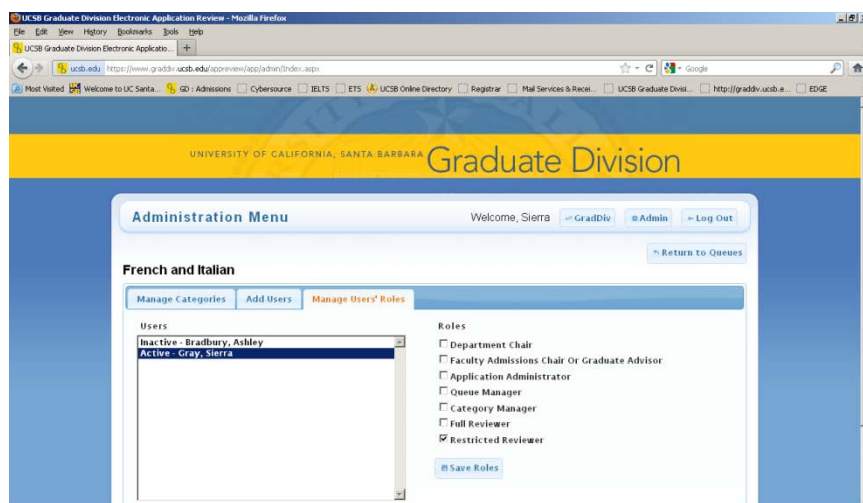 UCSB Graduate Division Electronic Application Review - Mozilla Firefox
File Edit View History Bookmarks Tools Help
UCSB Graduate Division Electronic Applicatio... +
ucsb.edu https://www.graddiv.ucsb.edu/appreview/app/admin/Index.aspx Google
Most Visited Welcome to UC Santa... GD : Admissions Cybersource IELTS ETS UCSB Online Directory Registrar Mail Services & Recei... UCSB Graduate Divisi... http://graddiv.ucsb.e... EDGE
UNIVERSITY OF CALIFORNIA, SANTA BARBARA Graduate Division
Administration Menu Welcome, Sierra GradDiv Admin Log Out
Return to Queues
French and Italian
Manage Categories Add Users Manage Users' Roles
Users
Inactive - Bradbury, Ashley
Active - Gray, Sierra
Roles
Department Chair
Faculty Admissions Chair Or Graduate Advisor
Application Administrator
Queue Manager
Category Manager
Full Reviewer
Restricted Reviewer
Save Roles